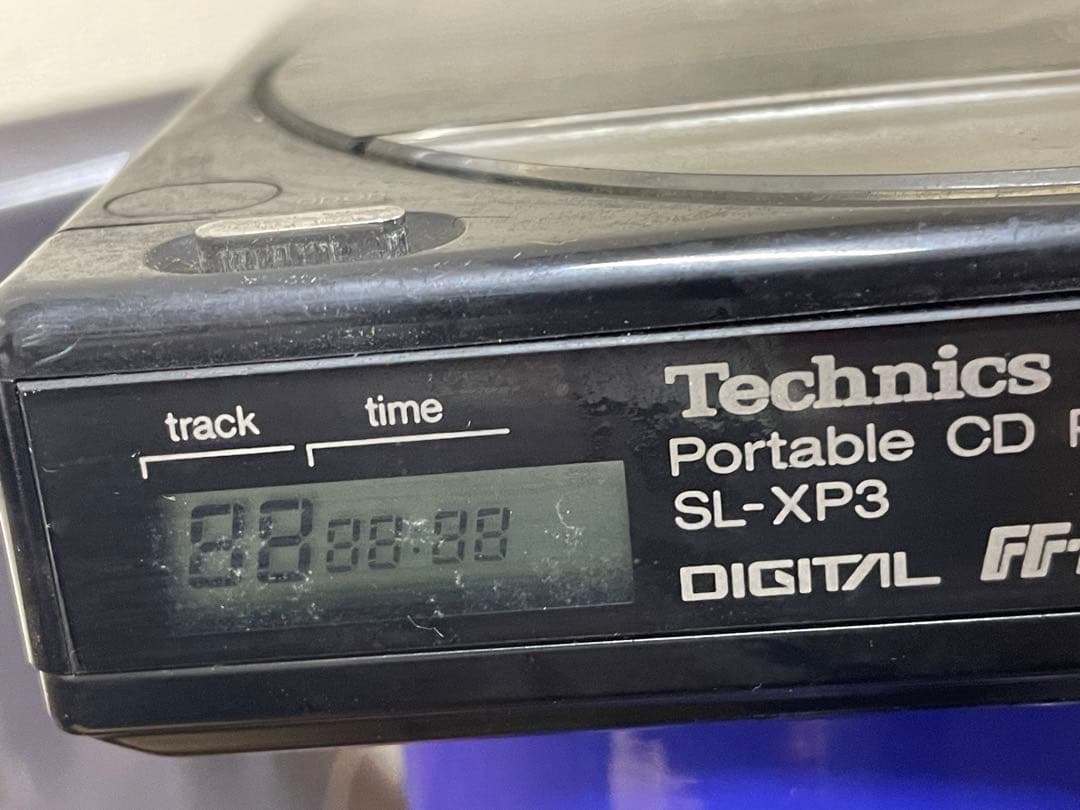 track time
Technics
Portable CD
SL-XP3
DIGITAL